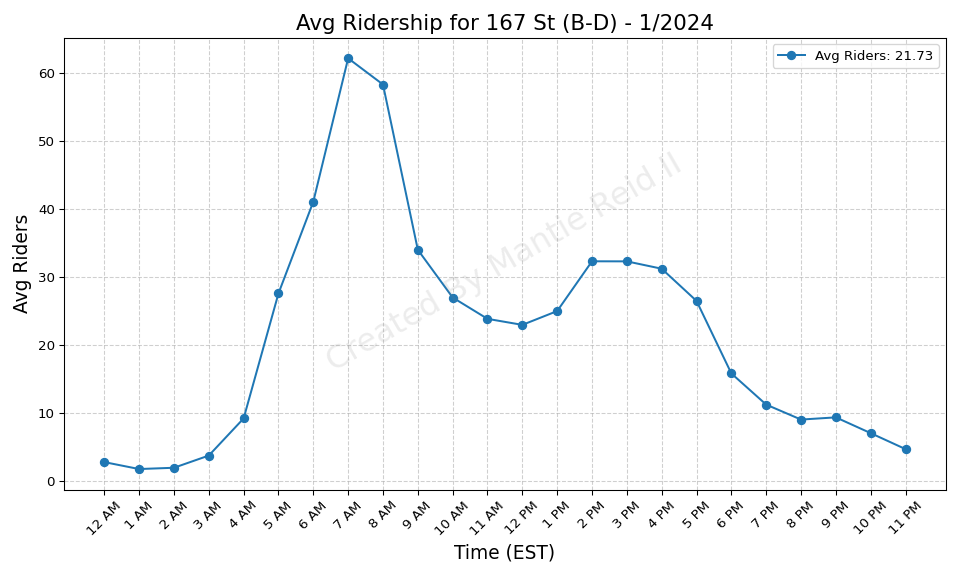 Avg Ridership for 167 St (B-D) - 1/2024
Avg Riders: 21.73
60
50
40
30
20
10
0
Avg Riders
Created By Mantie Reid II
12 AM 1 AM 2 AM 3 AM 4 AM 5 AM 6 AM 7 AM 8 AM 9 AM 10 AM 11 AM 12 PM 1 PM 2 PM 3 PM 4 PM 5 PM 6 PM 7 PM 8 PM 9 PM 10 PM 11 PM
Time (EST)